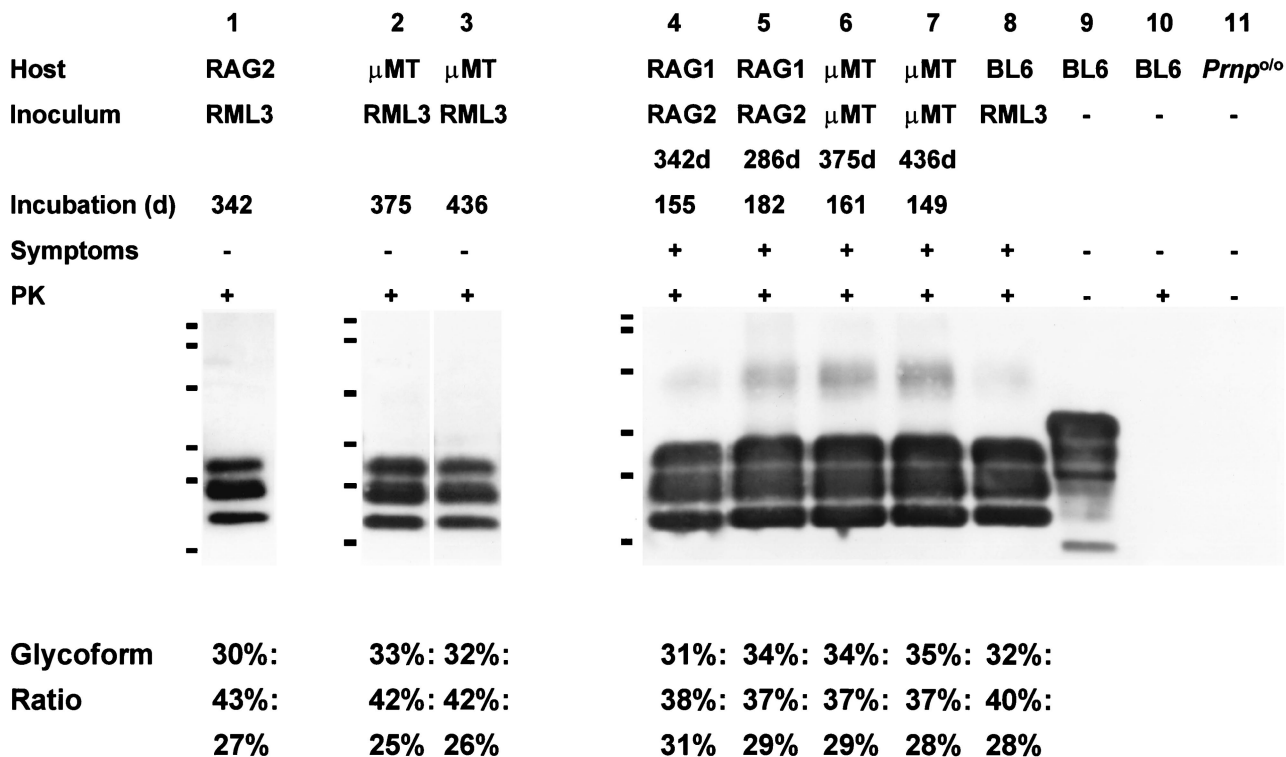 1 2 3 4 5 6 7 8 9 10 11
Host RAG2 μMT μMT RAG1 RAG1 μMT μMT BL6 BL6 BL6 Prnp^o/o
Inoculum RML3 RML3 RML3 RAG2 RAG2 μMT μMT RML3 - - -
342d 286d 375d 436d
Incubation (d) 342 375 436 155 182 161 149
Symptoms - - - + + + + + - - -
PK + + + + + + + + - + -
Glycoform 30%: 33%: 32%: 31%: 34%: 34%: 35%: 32%:
Ratio 43%: 42%: 42%: 38%: 37%: 37%: 37%: 40%:
27% 25% 26% 31% 29% 29% 28% 28%